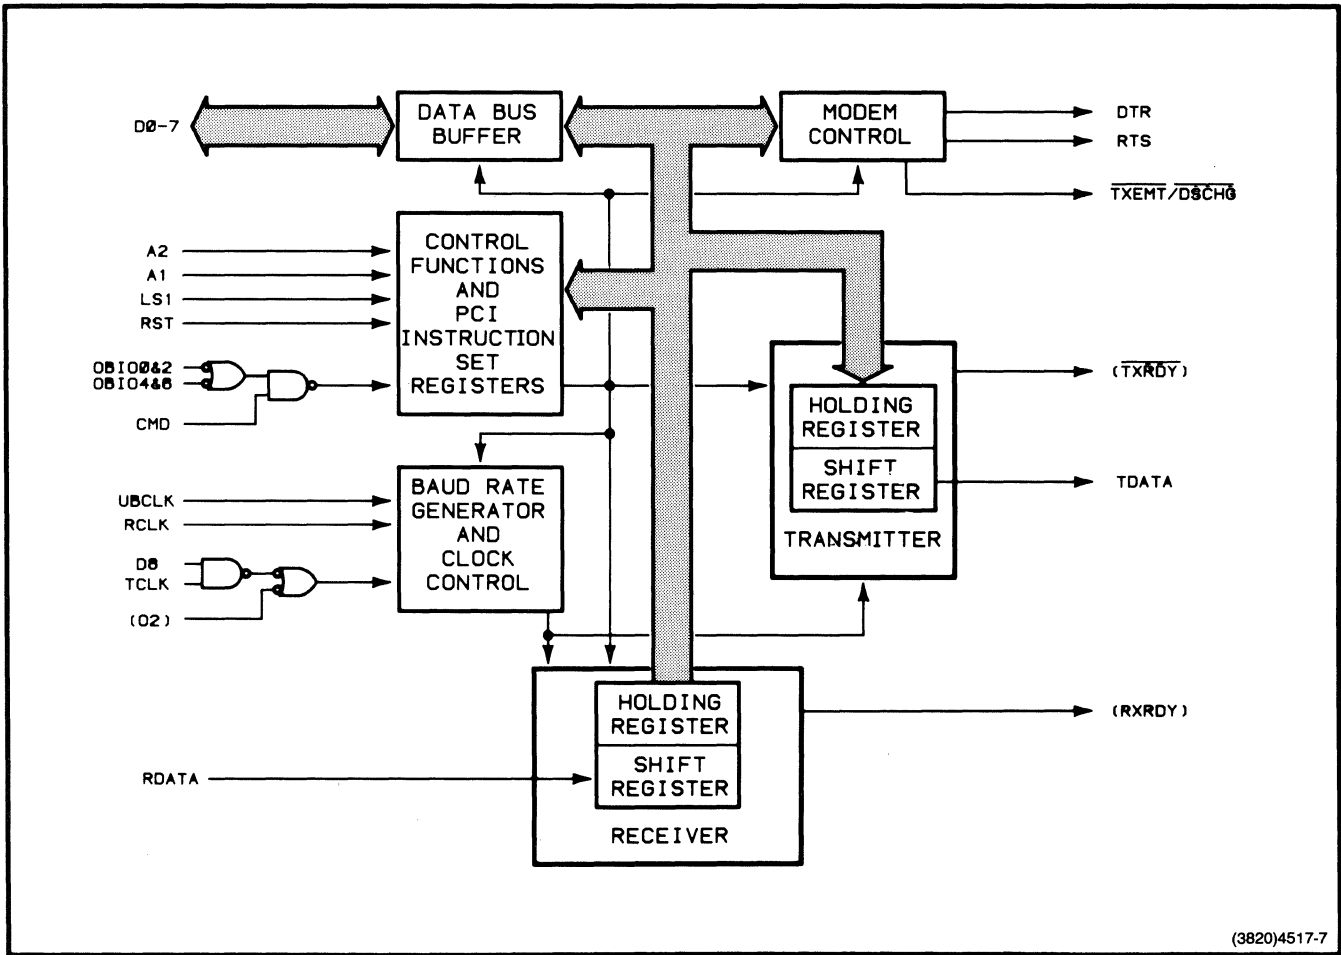 D0-7
DATA BUS
BUFFER
MODEM
CONTROL
DTR
RTS
TXEMT/DSCHG
A2
A1
LS1
RST
OBIO0&2
OBIO4&6
CMD
CONTROL
FUNCTIONS
AND
PCI
INSTRUCTION
SET
REGISTERS
(TXRDY)
HOLDING
REGISTER
SHIFT
REGISTER
TRANSMITTER
TDATA
UBCLK
RCLK
D6
TCLK
(O2)
BAUD RATE
GENERATOR
AND
CLOCK
CONTROL
HOLDING
REGISTER
SHIFT
REGISTER
RECEIVER
(RXRDY)
RDATA
(3820)4517-7